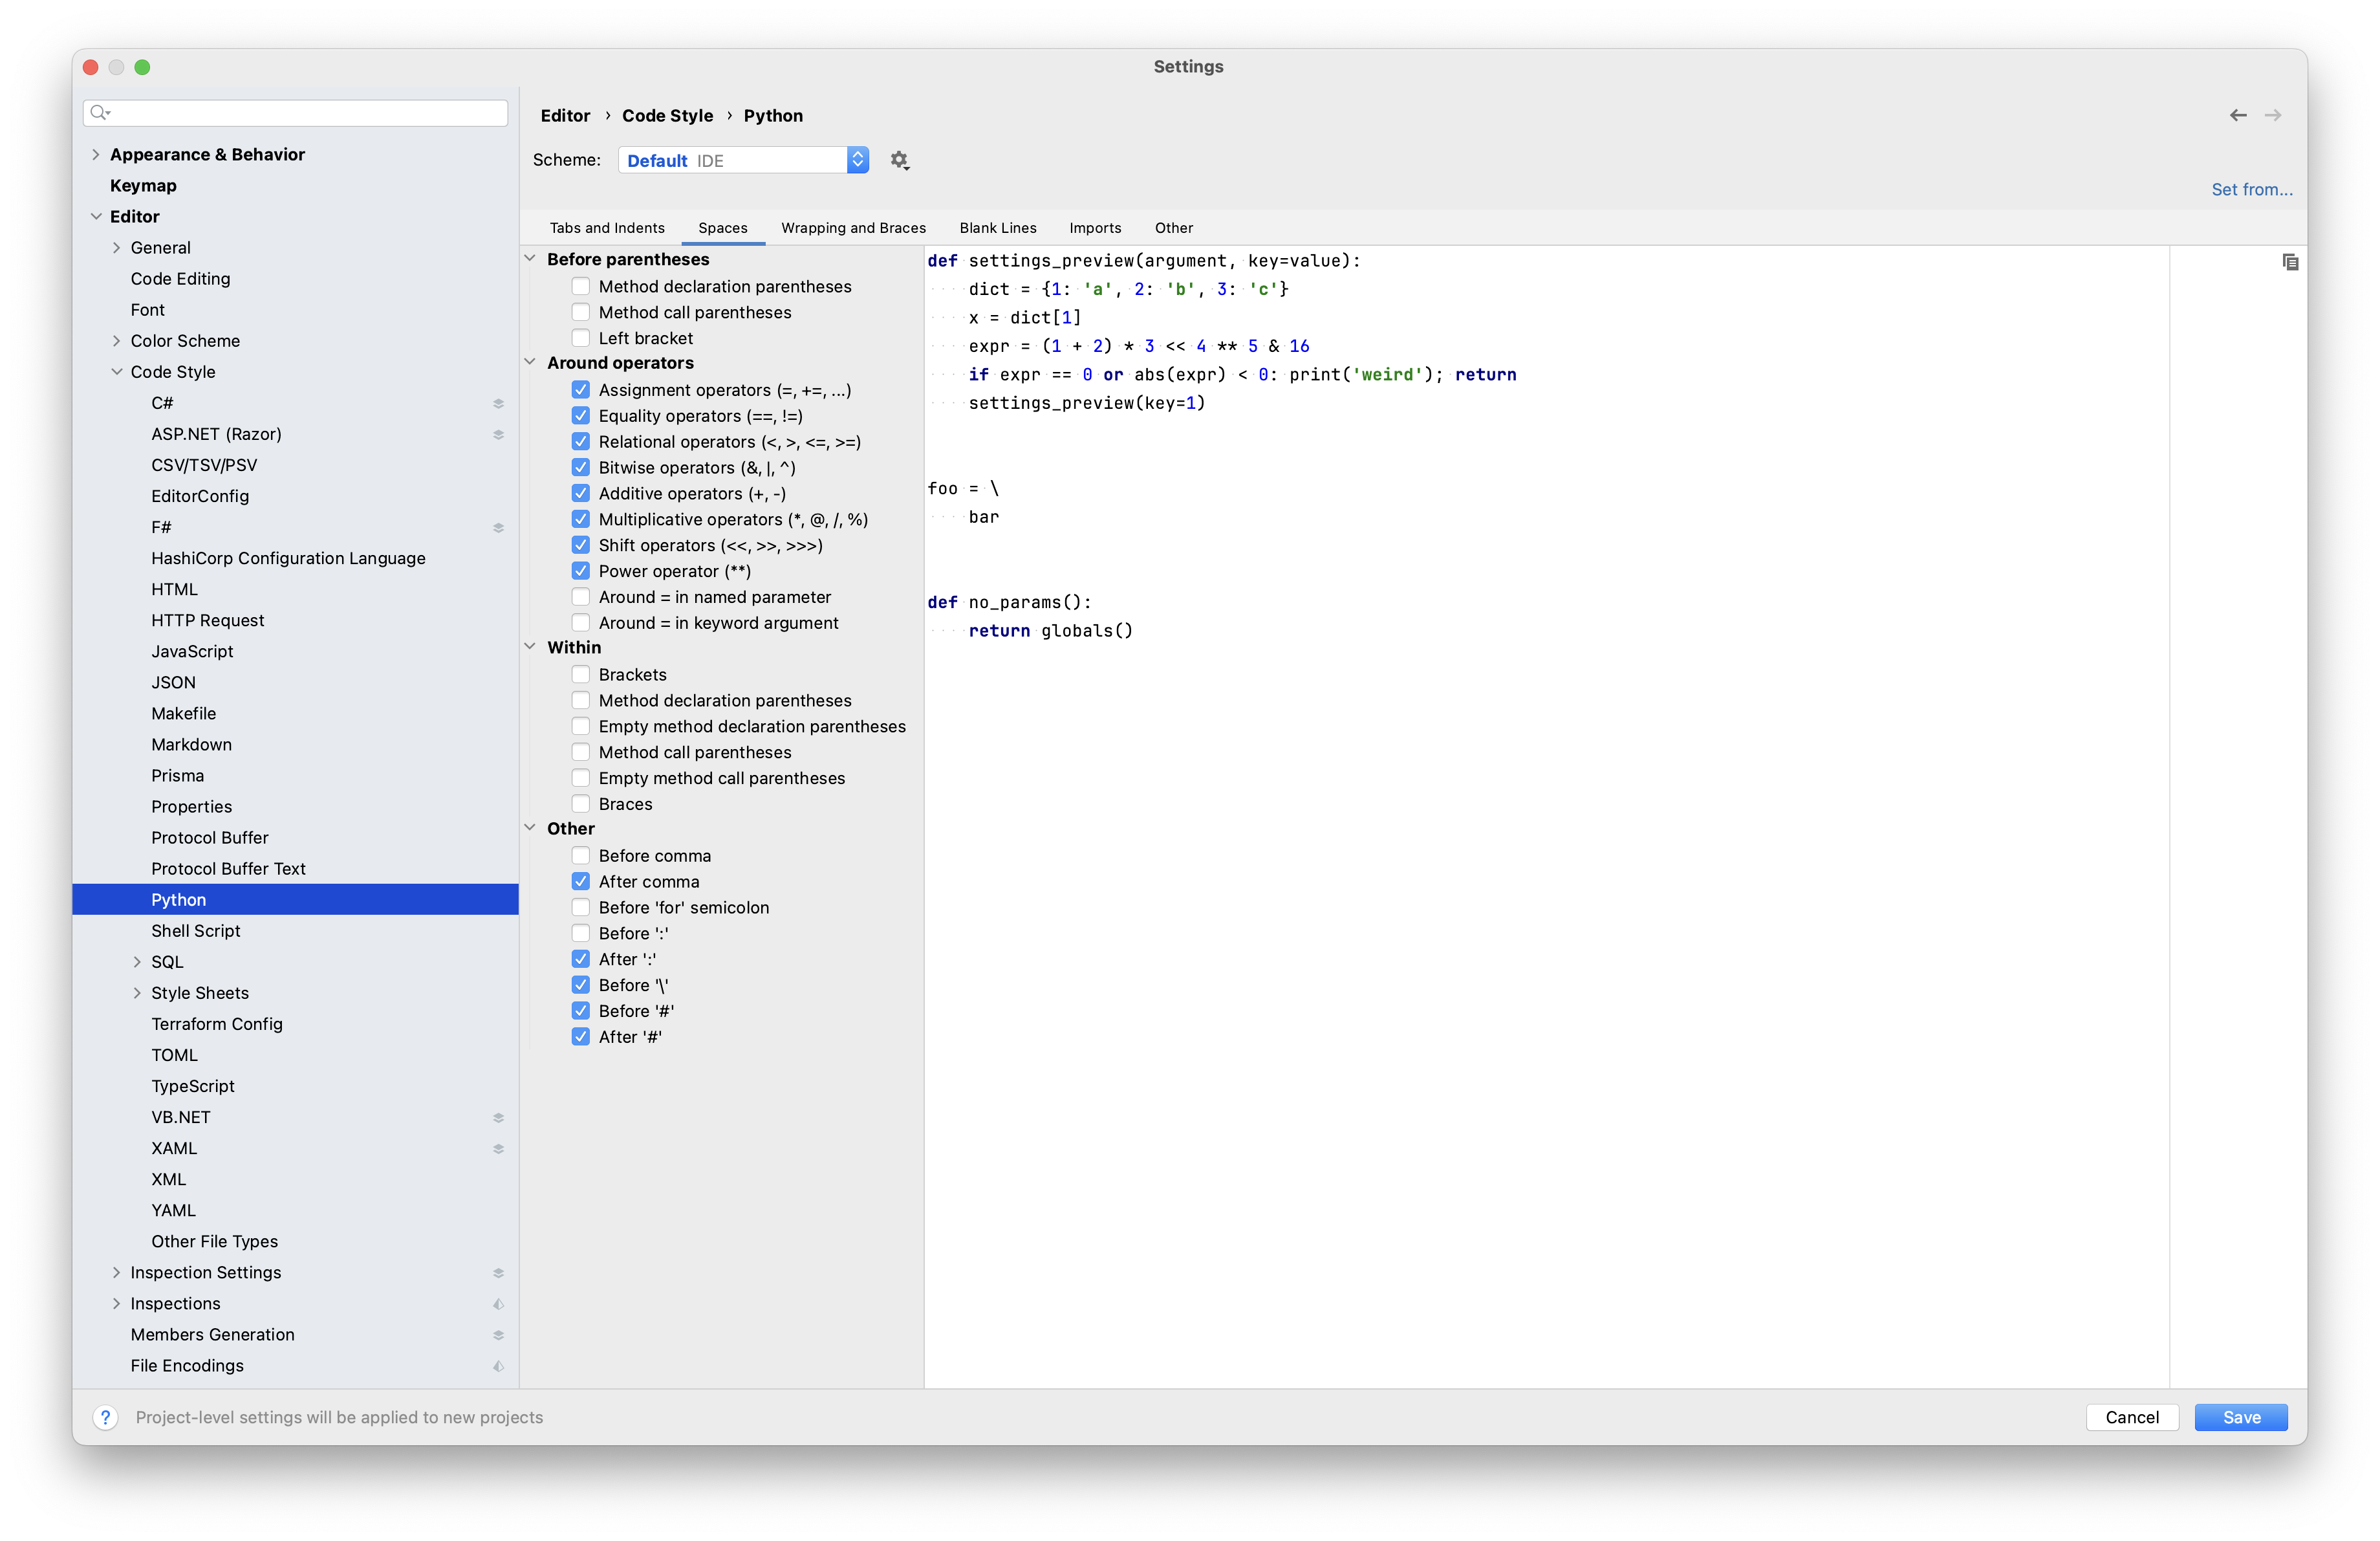 Settings
Appearance & Behavior
Keymap
Editor
General
Code Editing
Font
Color Scheme
Code Style
C#
ASP.NET (Razor)
CSV/TSV/PSV
EditorConfig
F#
HashiCorp Configuration Language
HTML
HTTP Request
JavaScript
JSON
Makefile
Markdown
Prisma
Properties
Protocol Buffer
Protocol Buffer Text
Python
Shell Script
SQL
Style Sheets
Terraform Config
TOML
TypeScript
VB.NET
XAML
XML
YAML
Other File Types
Inspection Settings
Inspections
Members Generation
File Encodings
Editor › Code Style › Python
Scheme: Default IDE
Set from...
Tabs and Indents Spaces Wrapping and Braces Blank Lines Imports Other
Before parentheses
Method declaration parentheses
Method call parentheses
Left bracket
Around operators
Assignment operators (=, +=, ...)
Equality operators (==, !=)
Relational operators (<, >, <=, >=)
Bitwise operators (&, |, ^)
Additive operators (+, -)
Multiplicative operators (*, @, /, %)
Shift operators (<<, >>, >>>)
Power operator (**)
Around = in named parameter
Around = in keyword argument
Within
Brackets
Method declaration parentheses
Empty method declaration parentheses
Method call parentheses
Empty method call parentheses
Braces
Other
Before comma
After comma
Before 'for' semicolon
Before ':'
After ':'
Before '\'
Before '#'
After '#'
def settings_preview(argument, key=value):
    dict = {1: 'a', 2: 'b', 3: 'c'}
    x = dict[1]
    expr = (1 + 2) * 3 << 4 ** 5 & 16
    if expr == 0 or abs(expr) < 0: print('weird'); return
    settings_preview(key=1)
foo = \
    bar
def no_params():
    return globals()
? Project-level settings will be applied to new projects
Cancel Save